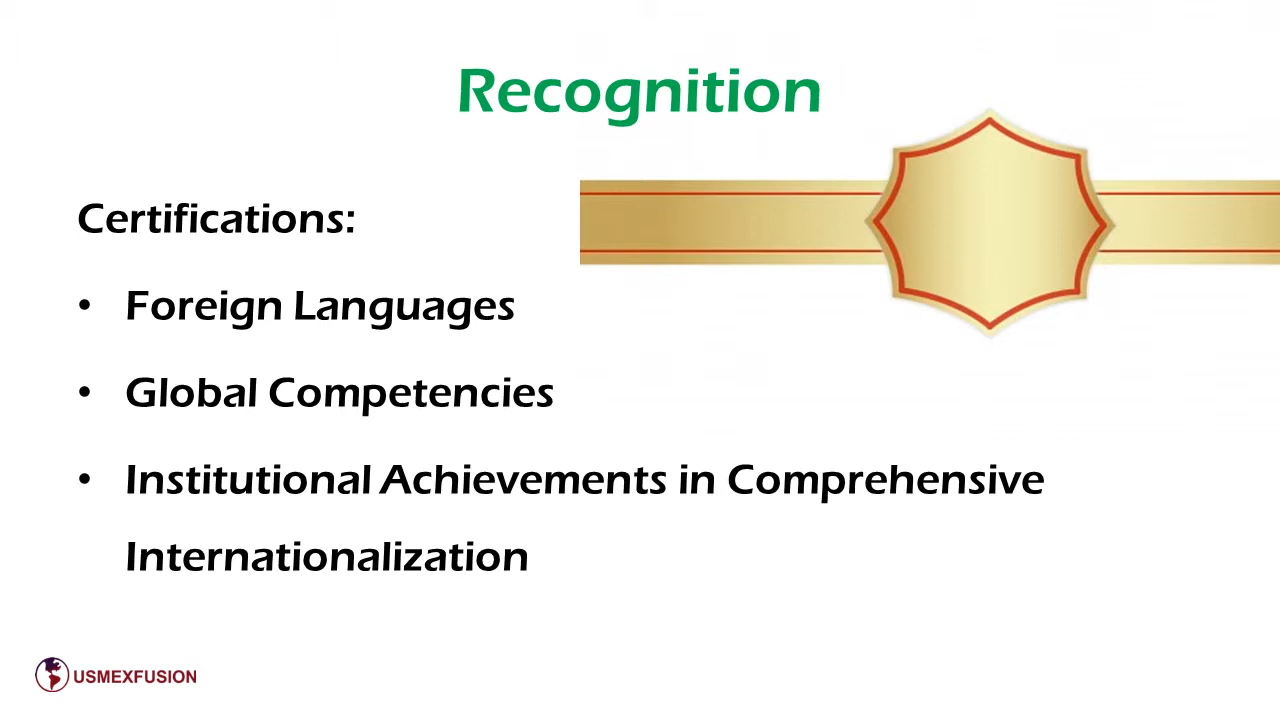 Recognition
Certifications:
• Foreign Languages
• Global Competencies
• Institutional Achievements in Comprehensive
Internationalization
USMEXFUSION